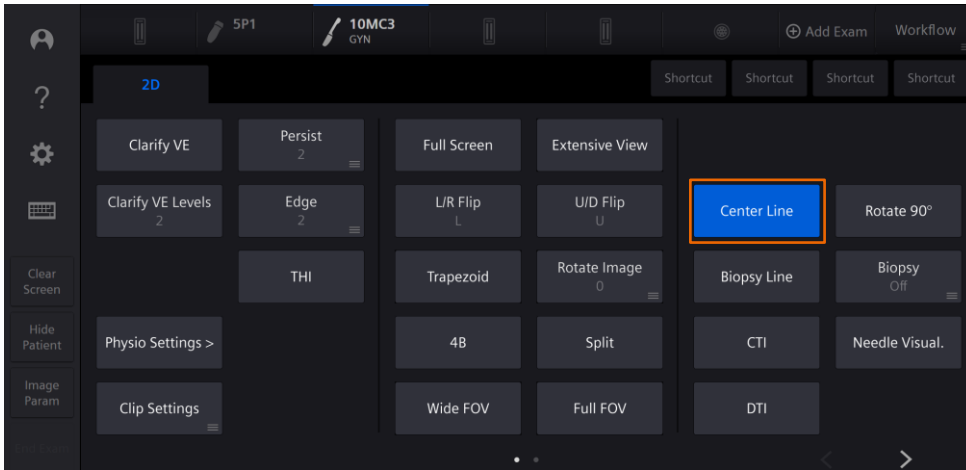 5P1
10MC3
GYN
Add Exam
Workflow
2D
Shortcut
Shortcut
Shortcut
Shortcut
Clarify VE
Persist
2
Full Screen
Extensive View
Clarify VE Levels
2
Edge
2
L/R Flip
L
U/D Flip
U
Center Line
Rotate 90°
Clear
Screen
THI
Trapezoid
Rotate Image
0
Biopsy Line
Biopsy
Off
Hide
Patient
Physio Settings >
4B
Split
CTI
Needle Visual.
Image
Param
Clip Settings
Wide FOV
Full FOV
DTI
End Exam